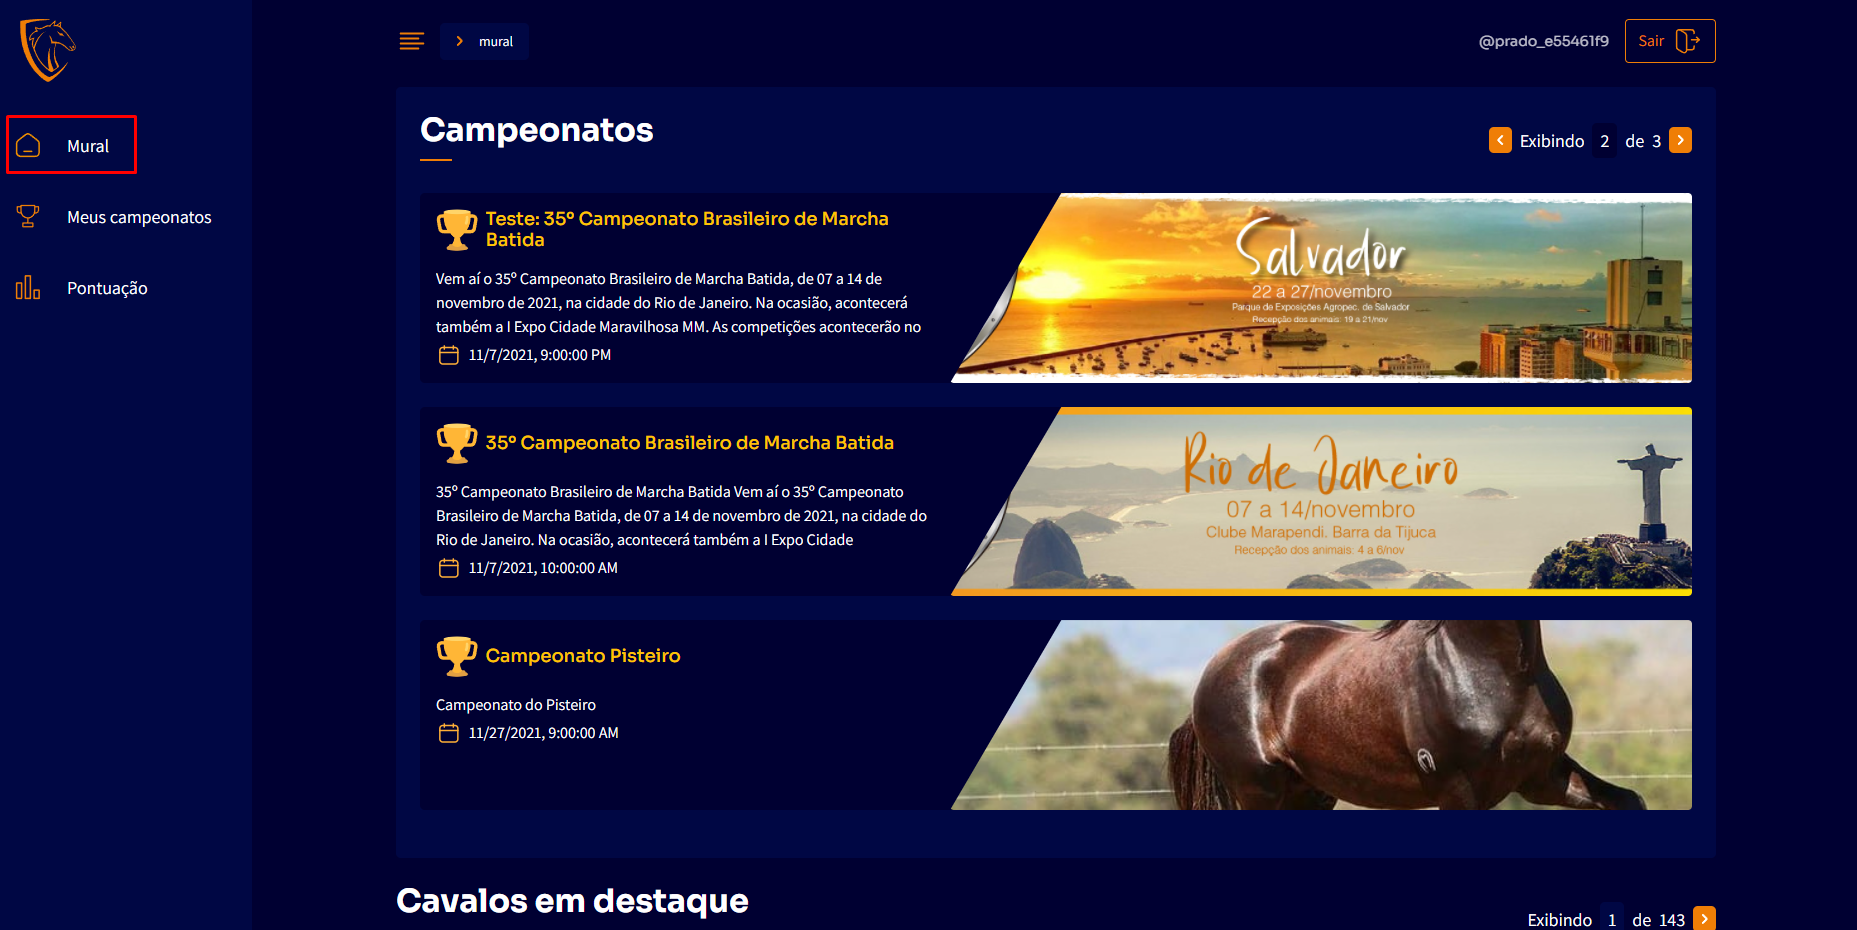 mural
@prado_e55461f9
Sair
Mural
Meus campeonatos
Pontuação
Campeonatos
Exibindo 2 de 3
Teste: 35º Campeonato Brasileiro de Marcha
Batida
Vem aí o 35º Campeonato Brasileiro de Marcha Batida, de 07 a 14 de
novembro de 2021, na cidade do Rio de Janeiro. Na ocasião, acontecerá
também a I Expo Cidade Maravilhosa MM. As competições acontecerão no
11/7/2021, 9:00:00 PM
Salvador
22 a 27/novembro
Parque de Exposições Agropec. de Salvador
Recepção dos animais: 19 a 21/nov
35º Campeonato Brasileiro de Marcha Batida
35º Campeonato Brasileiro de Marcha Batida Vem aí o 35º Campeonato
Brasileiro de Marcha Batida, de 07 a 14 de novembro de 2021, na cidade do
Rio de Janeiro. Na ocasião, acontecerá também a I Expo Cidade
11/7/2021, 10:00:00 AM
Rio de Janeiro
07 a 14/novembro
Clube Marapendi. Barra da Tijuca
Recepção dos animais: 4 a 6/nov
Campeonato Pisteiro
Campeonato do Pisteiro
11/27/2021, 9:00:00 AM
Cavalos em destaque
Exibindo 1 de 143